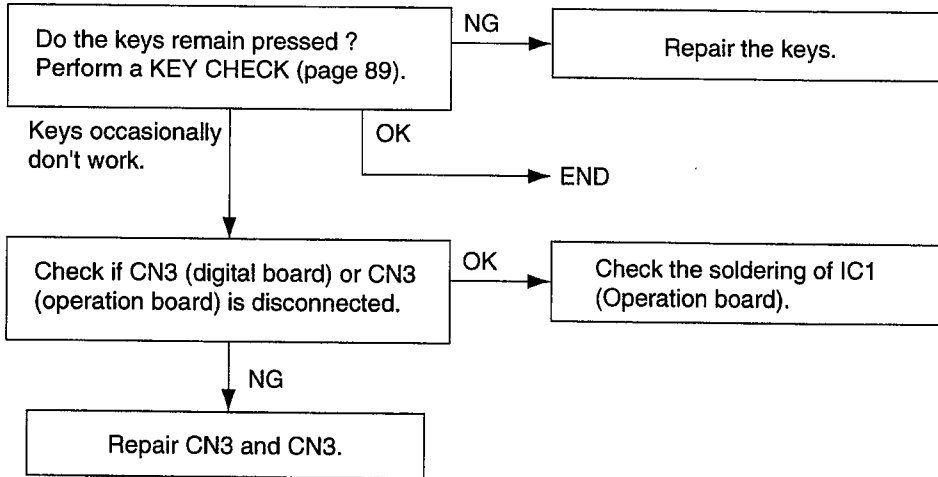 Do the keys remain pressed ?
Perform a KEY CHECK (page 89).
NG
Repair the keys.
Keys occasionally
don't work.
OK
END
Check if CN3 (digital board) or CN3
(operation board) is disconnected.
OK
Check the soldering of IC1
(Operation board).
NG
Repair CN3 and CN3.